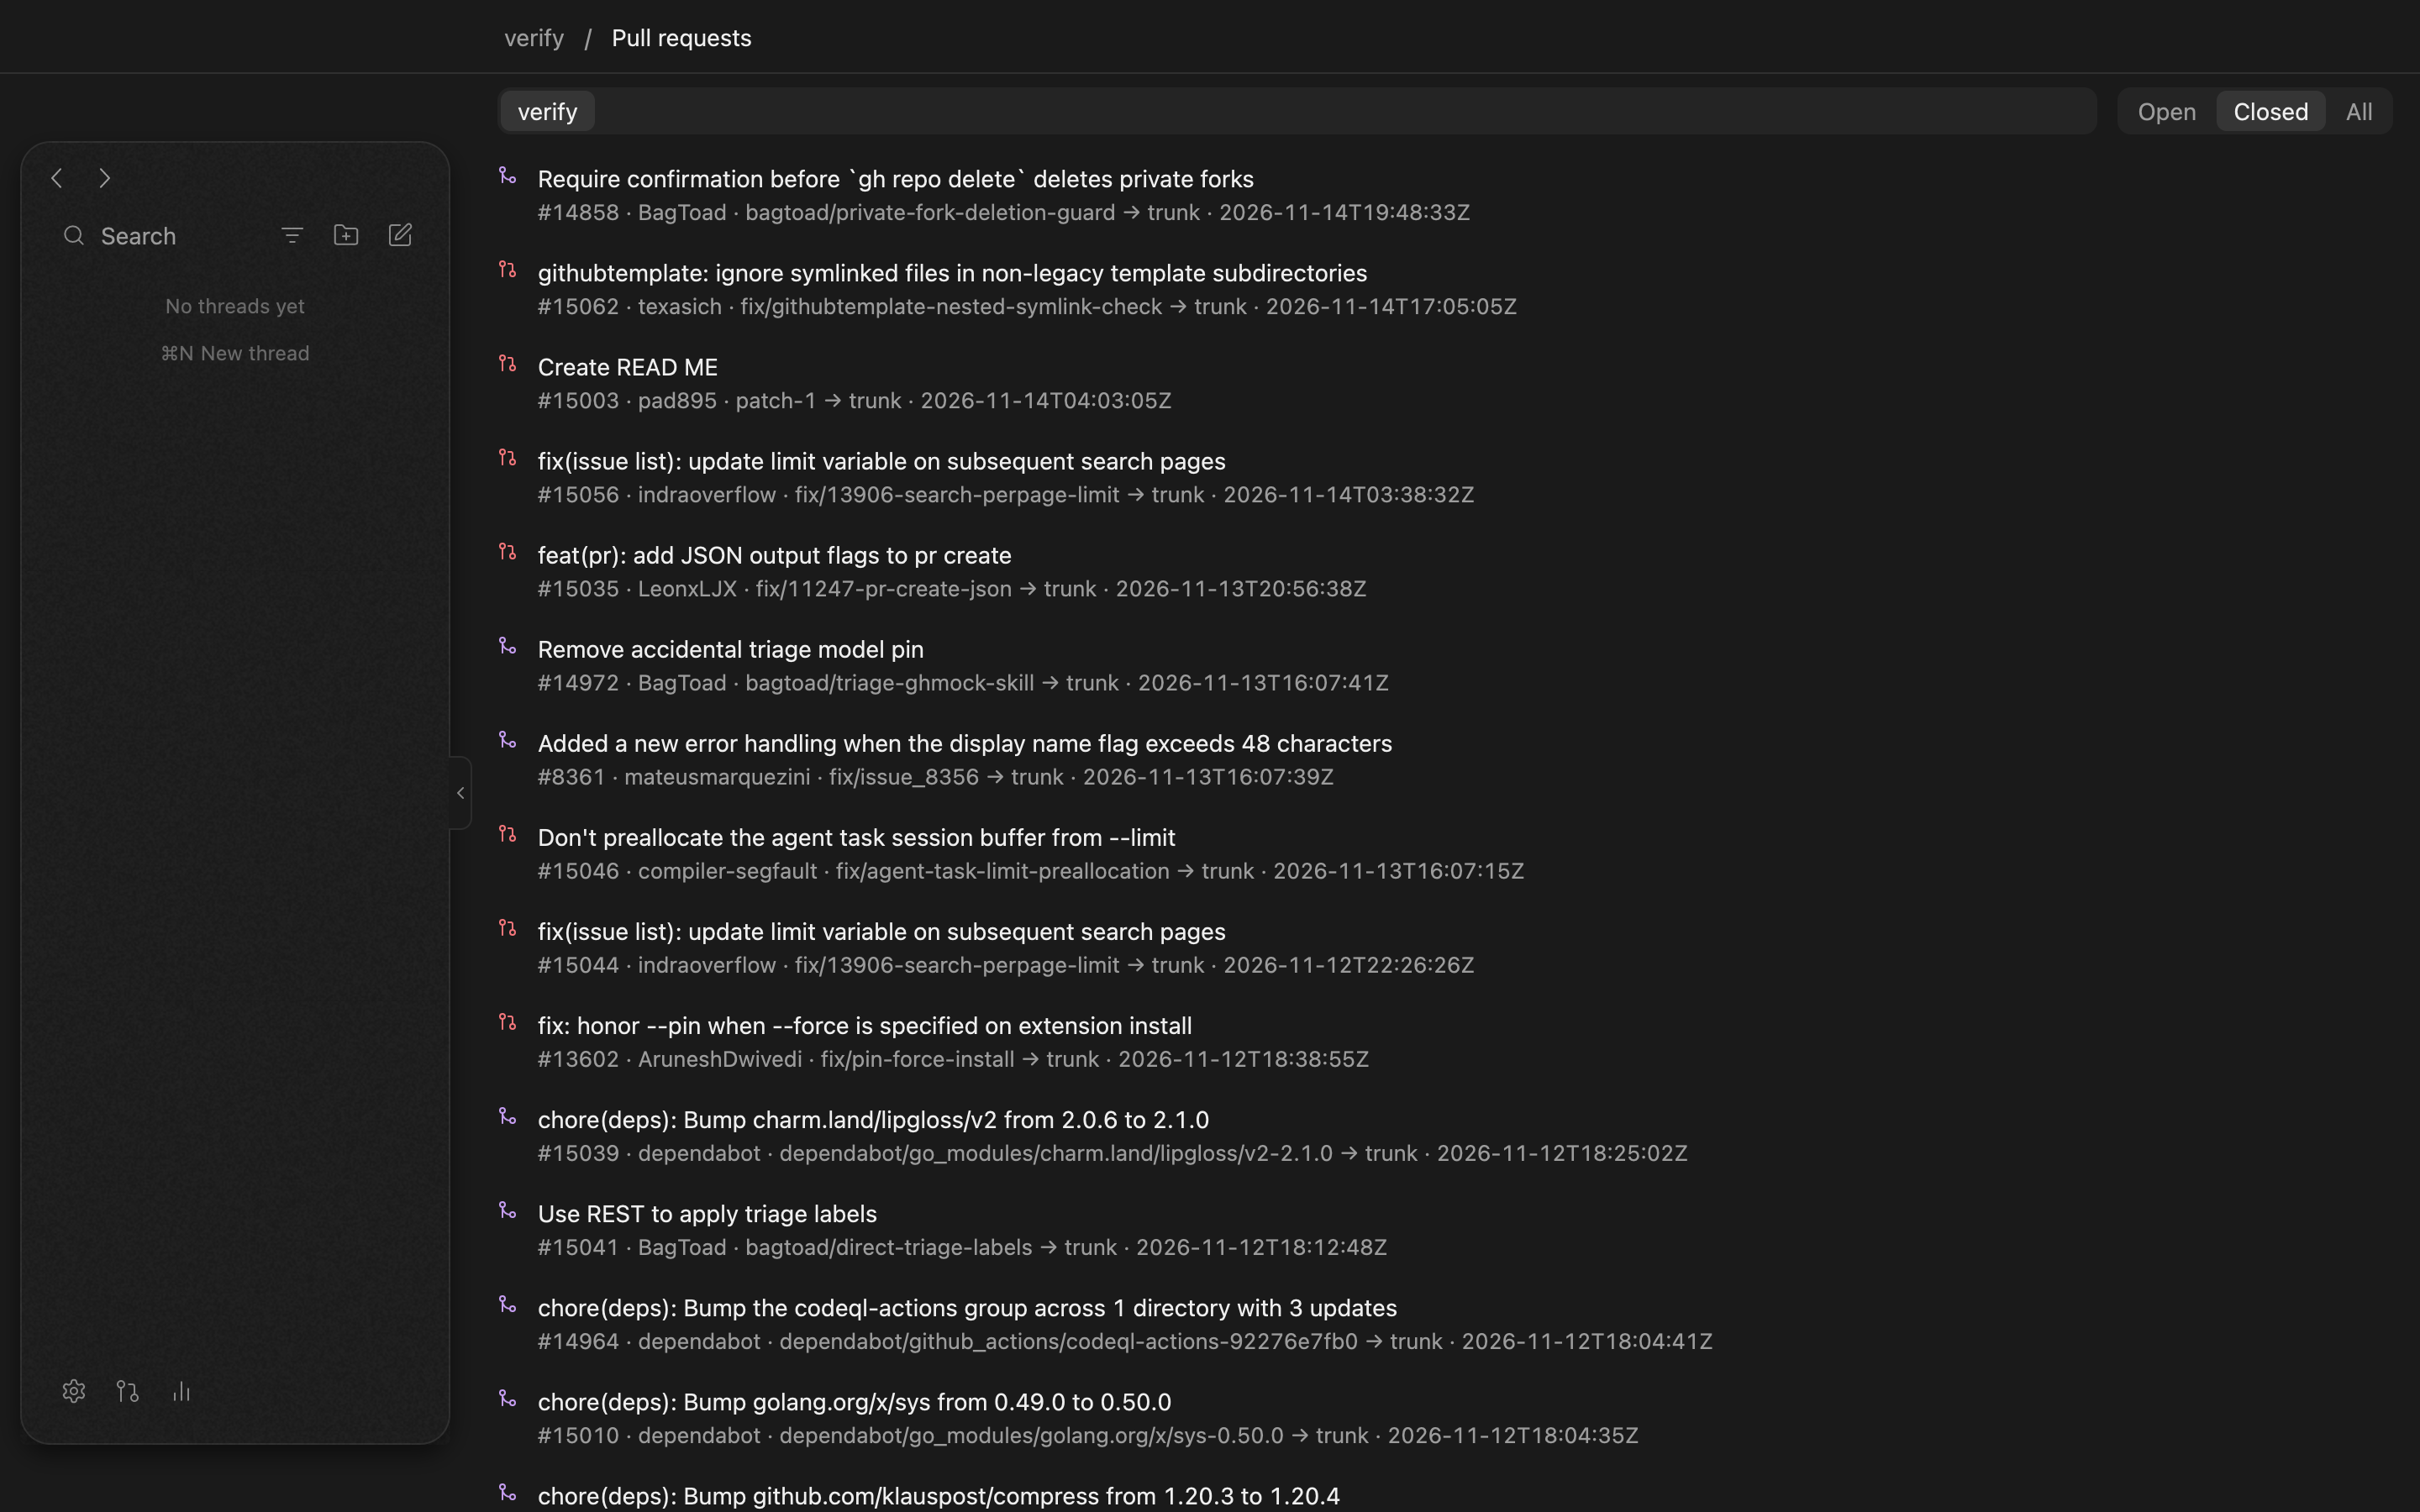 verify / Pull requests
verify
Open Closed All
Search
No threads yet
⌘N New thread
Require confirmation before `gh repo delete` deletes private forks
#14858 · BagToad · bagtoad/private-fork-deletion-guard → trunk · 2026-11-14T19:48:33Z
githubtemplate: ignore symlinked files in non-legacy template subdirectories
#15062 · texasich · fix/githubtemplate-nested-symlink-check → trunk · 2026-11-14T17:05:05Z
Create READ ME
#15003 · pad895 · patch-1 → trunk · 2026-11-14T04:03:05Z
fix(issue list): update limit variable on subsequent search pages
#15056 · indraoverflow · fix/13906-search-perpage-limit → trunk · 2026-11-14T03:38:32Z
feat(pr): add JSON output flags to pr create
#15035 · LeonxLJX · fix/11247-pr-create-json → trunk · 2026-11-13T20:56:38Z
Remove accidental triage model pin
#14972 · BagToad · bagtoad/triage-ghmock-skill → trunk · 2026-11-13T16:07:41Z
Added a new error handling when the display name flag exceeds 48 characters
#8361 · mateusmarquezini · fix/issue_8356 → trunk · 2026-11-13T16:07:39Z
Don't preallocate the agent task session buffer from --limit
#15046 · compiler-segfault · fix/agent-task-limit-preallocation → trunk · 2026-11-13T16:07:15Z
fix(issue list): update limit variable on subsequent search pages
#15044 · indraoverflow · fix/13906-search-perpage-limit → trunk · 2026-11-12T22:26:26Z
fix: honor --pin when --force is specified on extension install
#13602 · AruneshDwivedi · fix/pin-force-install → trunk · 2026-11-12T18:38:55Z
chore(deps): Bump charm.land/lipgloss/v2 from 2.0.6 to 2.1.0
#15039 · dependabot · dependabot/go_modules/charm.land/lipgloss/v2-2.1.0 → trunk · 2026-11-12T18:25:02Z
Use REST to apply triage labels
#15041 · BagToad · bagtoad/direct-triage-labels → trunk · 2026-11-12T18:12:48Z
chore(deps): Bump the codeql-actions group across 1 directory with 3 updates
#14964 · dependabot · dependabot/github_actions/codeql-actions-92276e7fb0 → trunk · 2026-11-12T18:04:41Z
chore(deps): Bump golang.org/x/sys from 0.49.0 to 0.50.0
#15010 · dependabot · dependabot/go_modules/golang.org/x/sys-0.50.0 → trunk · 2026-11-12T18:04:35Z
chore(deps): Bump github.com/klauspost/compress from 1.20.3 to 1.20.4